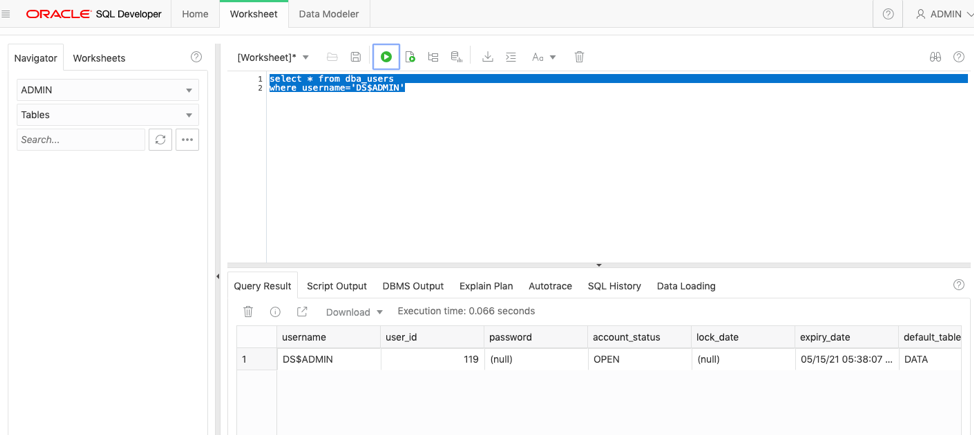 ORACLE SQL Developer Home Worksheet Data Modeler ADMIN
Navigator Worksheets
[Worksheet]* Aa
ADMIN
Tables
Search...
1 select * from dba_users
2 where username='DS$ADMIN'
Query Result Script Output DBMS Output Explain Plan Autotrace SQL History Data Loading
Download Execution time: 0.066 seconds
username user_id password account_status lock_date expiry_date default_table
1 DS$ADMIN 119 (null) OPEN (null) 05/15/21 05:38:07 ... DATA